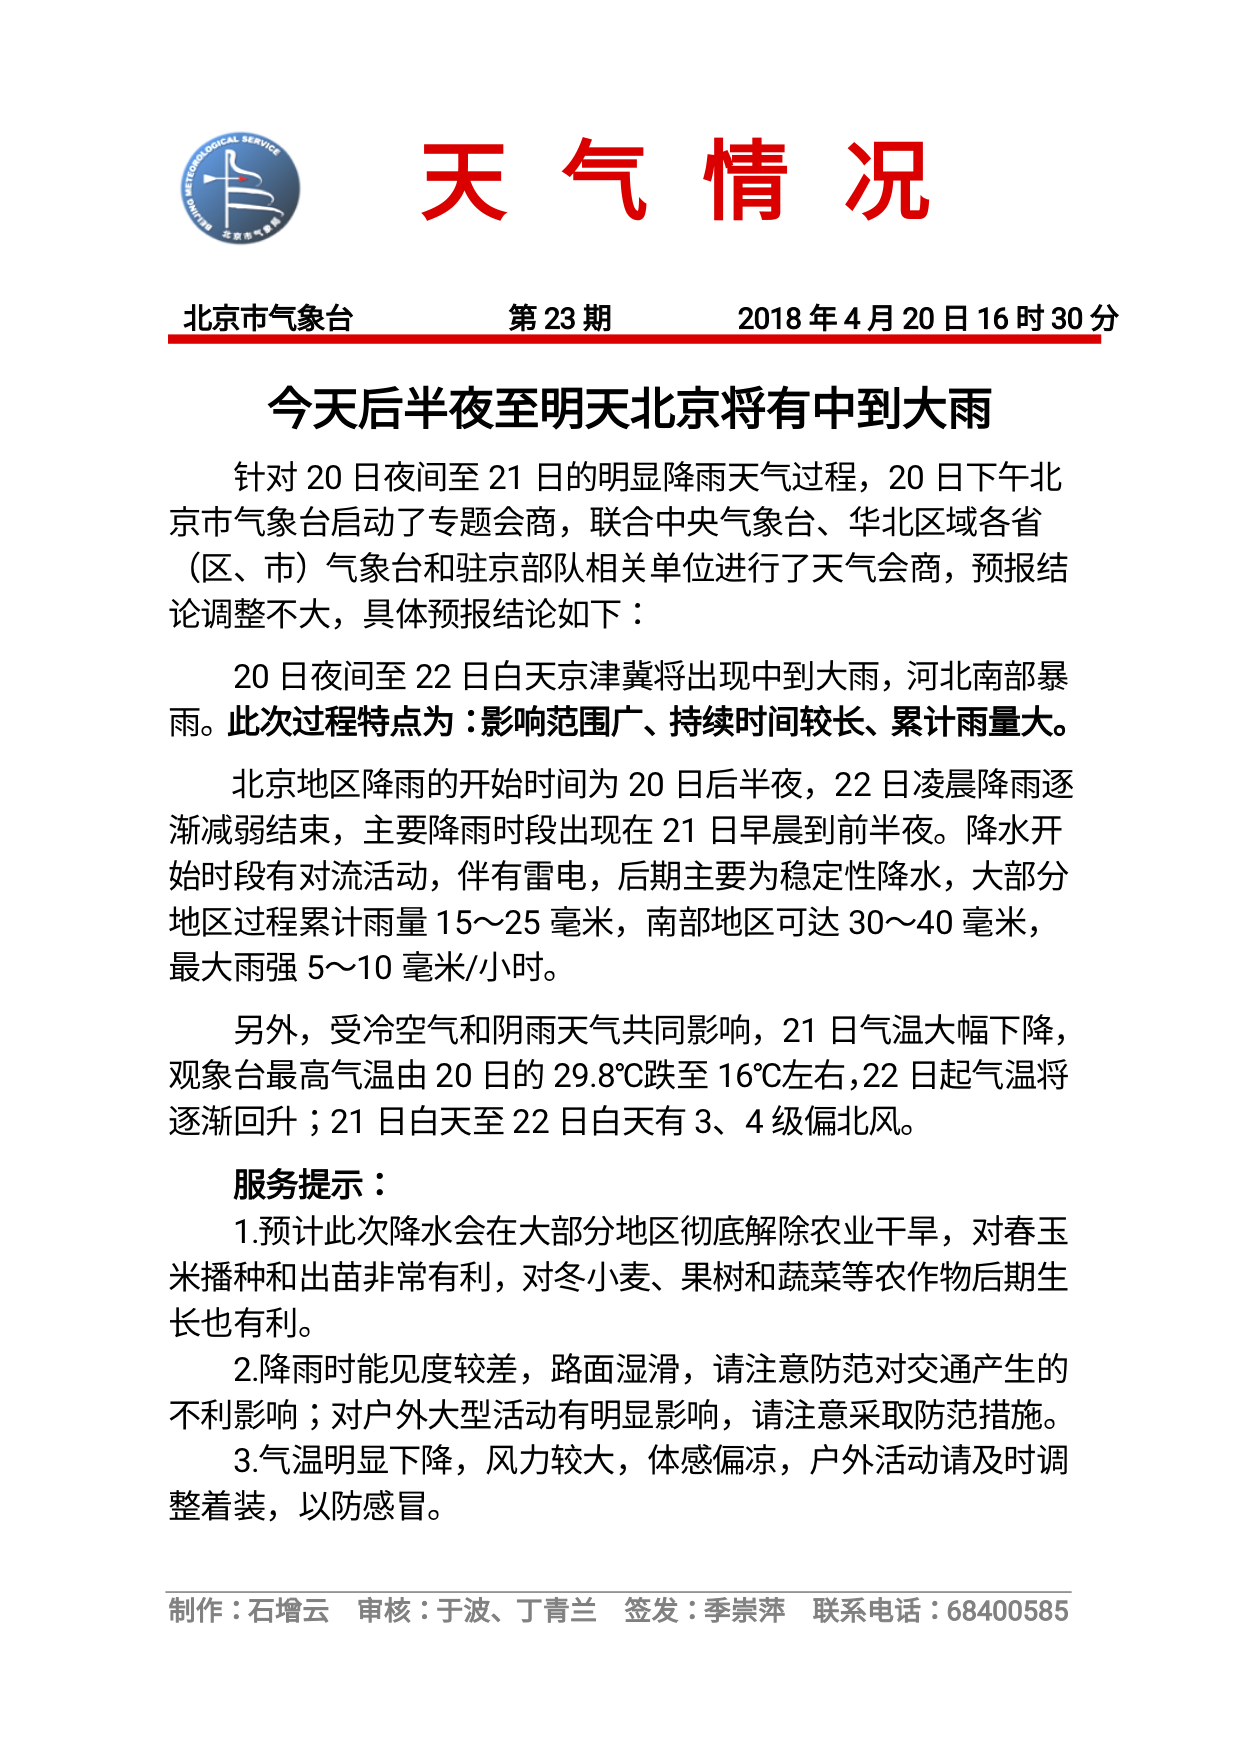 BEIJING METEOROLOGICAL SERVICE
北京市气象局
天气情况
北京市气象台 第 23 期 2018 年 4 月 20 日 16 时 30 分
今天后半夜至明天北京将有中到大雨
针对 20 日夜间至 21 日的明显降雨天气过程，20 日下午北
京市气象台启动了专题会商，联合中央气象台、华北区域各省
（区、市）气象台和驻京部队相关单位进行了天气会商，预报结
论调整不大，具体预报结论如下：
20 日夜间至 22 日白天京津冀将出现中到大雨，河北南部暴
雨。此次过程特点为：影响范围广、持续时间较长、累计雨量大。
北京地区降雨的开始时间为 20 日后半夜，22 日凌晨降雨逐
渐减弱结束，主要降雨时段出现在 21 日早晨到前半夜。降水开
始时段有对流活动，伴有雷电，后期主要为稳定性降水，大部分
地区过程累计雨量 15～25 毫米，南部地区可达 30～40 毫米，
最大雨强 5～10 毫米/小时。
另外，受冷空气和阴雨天气共同影响，21 日气温大幅下降，
观象台最高气温由 20 日的 29.8℃跌至 16℃左右，22 日起气温将
逐渐回升；21 日白天至 22 日白天有 3、4 级偏北风。
服务提示：
1.预计此次降水会在大部分地区彻底解除农业干旱，对春玉
米播种和出苗非常有利，对冬小麦、果树和蔬菜等农作物后期生
长也有利。
2.降雨时能见度较差，路面湿滑，请注意防范对交通产生的
不利影响；对户外大型活动有明显影响，请注意采取防范措施。
3.气温明显下降，风力较大，体感偏凉，户外活动请及时调
整着装，以防感冒。
制作：石增云 审核：于波、丁青兰 签发：季崇萍 联系电话：68400585